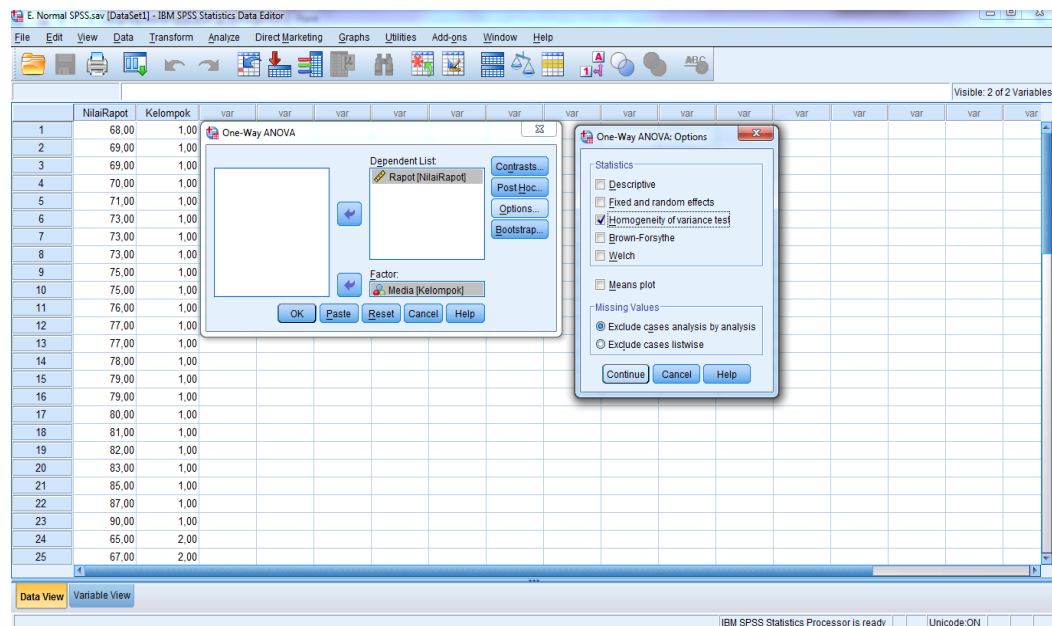 E. Normal SPSS.sav [DataSet1] - IBM SPSS Statistics Data Editor
File Edit View Data Transform Analyze Direct Marketing Graphs Utilities Add-ons Window Help
Visible: 2 of 2 Variables
NilaiRapot Kelompok var var var var var var var var var var var var var
1 68,00 1,00
2 69,00 1,00
3 69,00 1,00
4 70,00 1,00
5 71,00 1,00
6 73,00 1,00
7 73,00 1,00
8 73,00 1,00
9 75,00 1,00
10 75,00 1,00
11 76,00 1,00
12 77,00 1,00
13 77,00 1,00
14 78,00 1,00
15 79,00 1,00
16 79,00 1,00
17 80,00 1,00
18 81,00 1,00
19 82,00 1,00
20 83,00 1,00
21 85,00 1,00
22 87,00 1,00
23 90,00 1,00
24 65,00 2,00
25 67,00 2,00
One-Way ANOVA
Dependent List:
Rapot [NilaiRapot]
Contrasts...
Post Hoc...
Options...
Bootstrap...
Factor:
Media [Kelompok]
OK Paste Reset Cancel Help
One-Way ANOVA: Options
Statistics
Descriptive
Fixed and random effects
Homogeneity of variance test
Brown-Forsythe
Welch
Means plot
Missing Values
Exclude cases analysis by analysis
Exclude cases listwise
Continue Cancel Help
Data View Variable View
IBM SPSS Statistics Processor is ready Unicode:ON